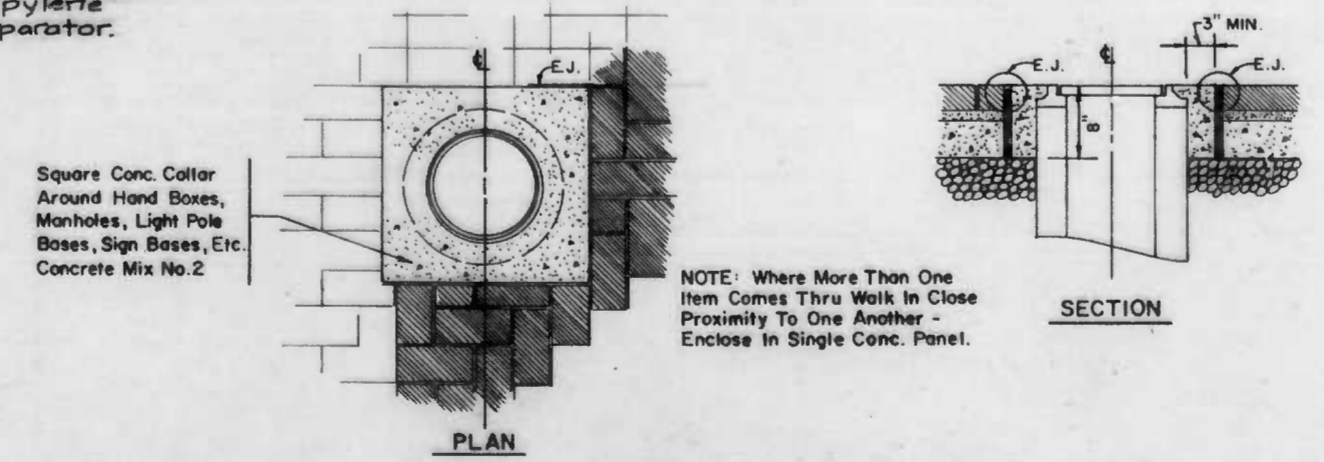 parator.
Square Conc. Collar
Around Hand Boxes,
Manholes, Light Pole
Bases, Sign Bases, Etc.
Concrete Mix No.2
℄
E.J.
PLAN
NOTE: Where More Than One
Item Comes Thru Walk In Close
Proximity To One Another -
Enclose In Single Conc. Panel.
3" MIN.
E.J.
℄
E.J.
8"
SECTION